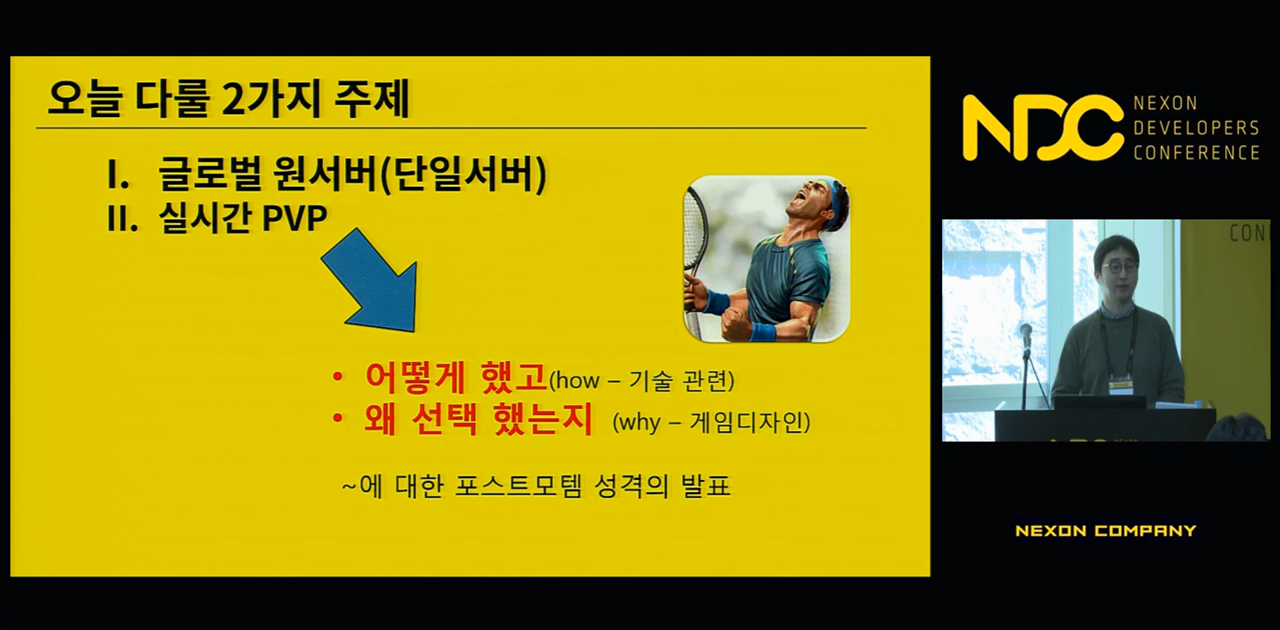 오늘 다룰 2가지 주제
I. 글로벌 원서버(단일서버)
II. 실시간 PVP
• 어떻게 했고(how – 기술 관련)
• 왜 선택 했는지 (why – 게임디자인)
~에 대한 포스트모템 성격의 발표
NDC
NEXON
DEVELOPERS
CONFERENCE
CON
NEXON COMPANY